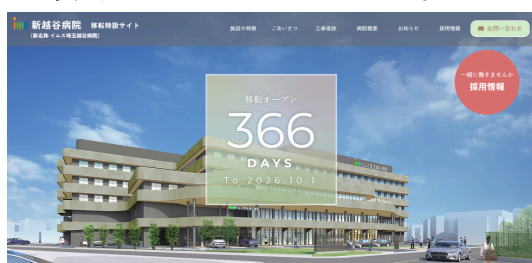 新越谷病院 移転特設サイト
(新名称 イムス埼玉越谷病院)
施設の特徴 ごあいさつ 工事進捗 病院概要 お知らせ 採用情報 お問い合わせ
一緒に働きませんか
採用情報
移転オープン
366
DAYS
To.2026.10.1